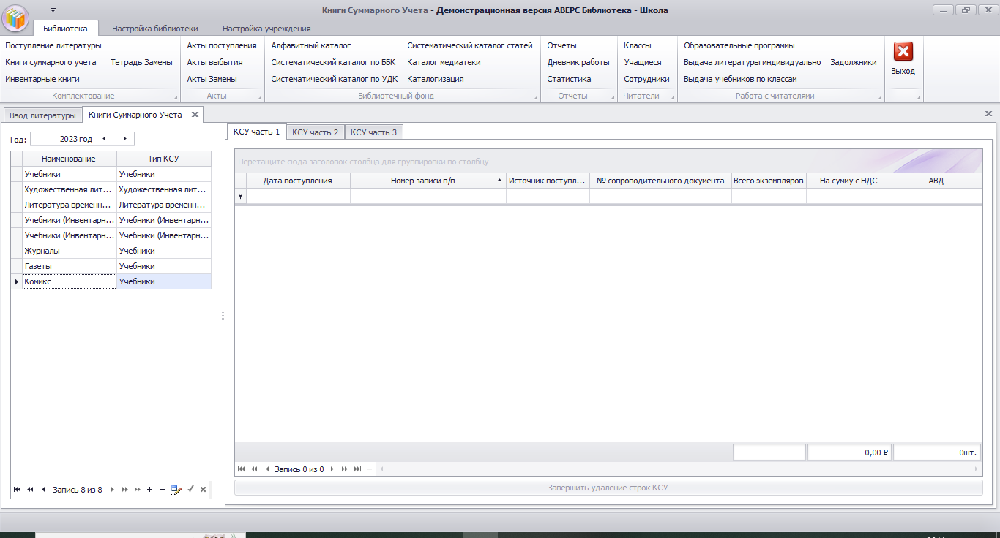 Книги Суммарного Учета - Демонстрационная версия АВЕРС Библиотека - Школа
Библиотека Настройка библиотеки Настройка учреждения
Поступление литературы
Книги суммарного учета Тетрадь Замены
Инвентарные книги
Комплектование
Акты поступления
Акты выбытия
Акты Замены
Акты
Алфавитный каталог Систематический каталог статей
Систематический каталог по ББК Каталог медиатеки
Систематический каталог по УДК Каталогизация
Библиотечный фонд
Отчеты
Дневник работы
Статистика
Отчеты
Классы
Учащиеся
Сотрудники
Читатели
Образовательные программы
Выдача литературы индивидуально Задолжники
Выдача учебников по классам
Работа с читателями
Выход
Ввод литературы Книги Суммарного Учета
Год: 2023 год
Наименование Тип КСУ
Учебники Учебники
Художественная лит... Художественная лит...
Литература временн... Литература временн...
Учебники (Инвентарн... Учебники (Инвентарн...
Учебники (Инвентарн... Учебники (Инвентарн...
Журналы Учебники
Газеты Учебники
Комикс Учебники
Запись 8 из 8
КСУ часть 1 КСУ часть 2 КСУ часть 3
Перетащите сюда заголовок столбца для группировки по столбцу
Дата поступления Номер записи п/п Источник поступл... № сопроводительного документа Всего экземпляров На сумму с НДС АВД
0,00 ₽ 0шт.
Запись 0 из 0
Завершить удаление строк КСУ